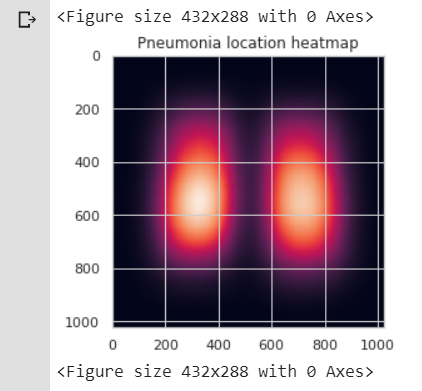 <Figure size 432x288 with 0 Axes>
Pneumonia location heatmap
0
200
400
600
800
1000
0 200 400 600 800 1000
<Figure size 432x288 with 0 Axes>